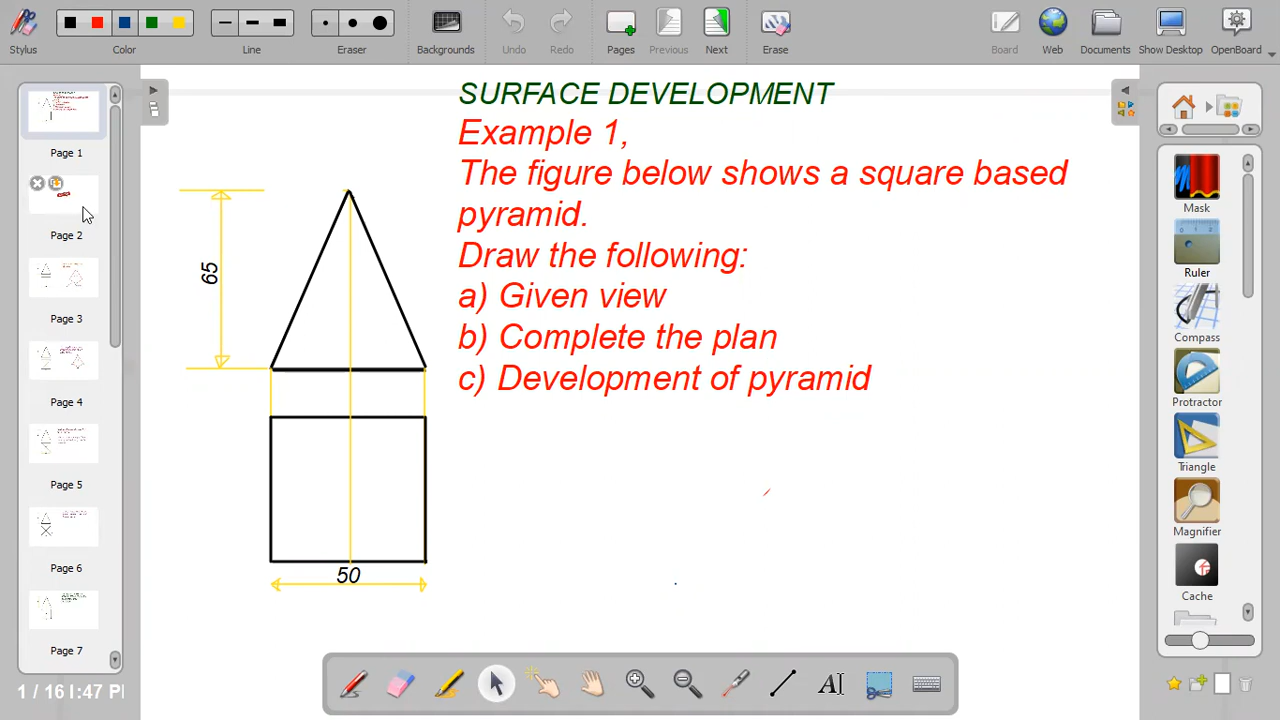 Stylus
Color
Line
Eraser
Backgrounds
Undo
Redo
Pages
Previous
Next
Erase
Board
Web
Documents
Show Desktop
OpenBoard
Page 1
Page 2
Page 3
Page 4
Page 5
Page 6
Page 7
1 / 16
SURFACE DEVELOPMENT
Example 1,
The figure below shows a square based
pyramid.
Draw the following:
a) Given view
b) Complete the plan
c) Development of pyramid
65
50
Mask
Ruler
Compass
Protractor
Triangle
Magnifier
Cache
AI